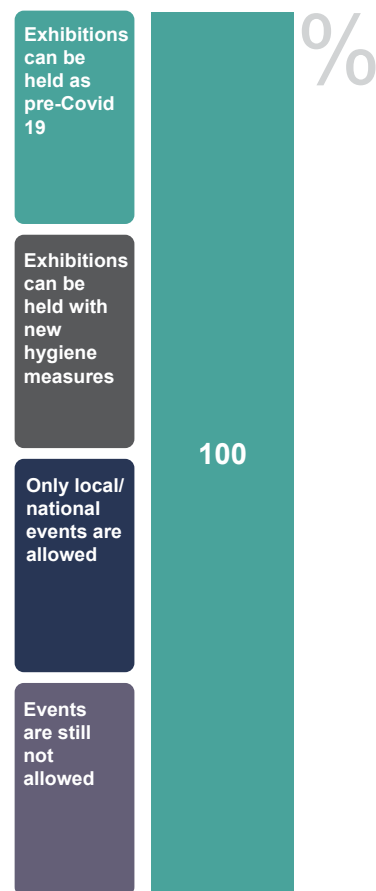 Exhibitions
can be
held as
pre-Covid
19
%
Exhibitions
can be
held with
new
hygiene
measures
100
Only local/
national
events are
allowed
Events
are still
not
allowed